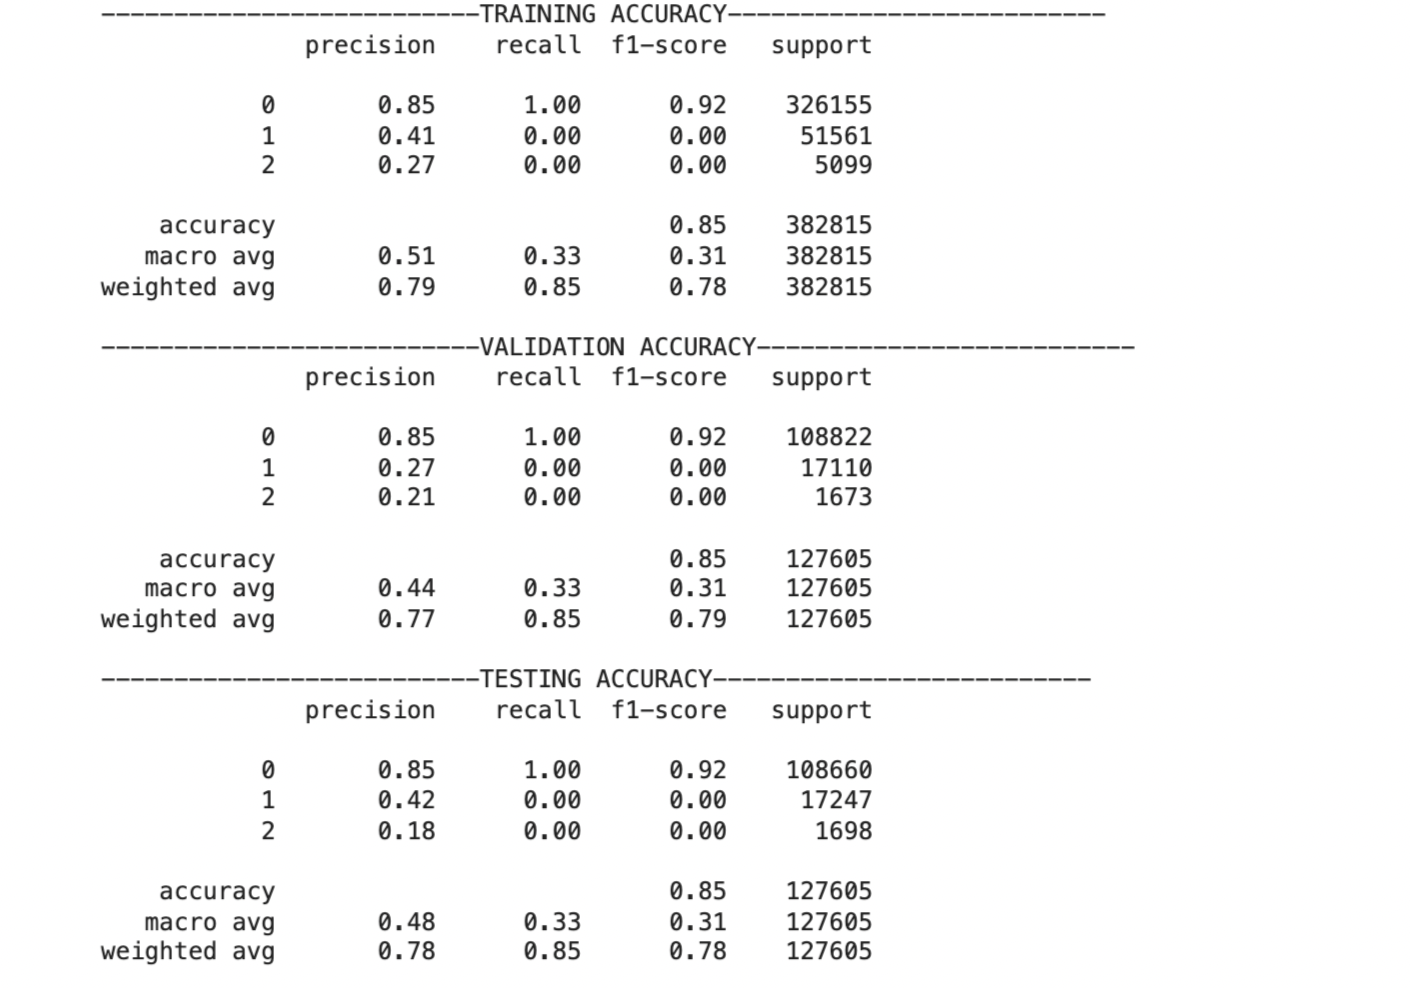 --------------------------TRAINING ACCURACY--------------------------
precision recall f1-score support
0 0.85 1.00 0.92 326155
1 0.41 0.00 0.00 51561
2 0.27 0.00 0.00 5099
accuracy 0.85 382815
macro avg 0.51 0.33 0.31 382815
weighted avg 0.79 0.85 0.78 382815
--------------------------VALIDATION ACCURACY--------------------------
precision recall f1-score support
0 0.85 1.00 0.92 108822
1 0.27 0.00 0.00 17110
2 0.21 0.00 0.00 1673
accuracy 0.85 127605
macro avg 0.44 0.33 0.31 127605
weighted avg 0.77 0.85 0.79 127605
--------------------------TESTING ACCURACY--------------------------
precision recall f1-score support
0 0.85 1.00 0.92 108660
1 0.42 0.00 0.00 17247
2 0.18 0.00 0.00 1698
accuracy 0.85 127605
macro avg 0.48 0.33 0.31 127605
weighted avg 0.78 0.85 0.78 127605